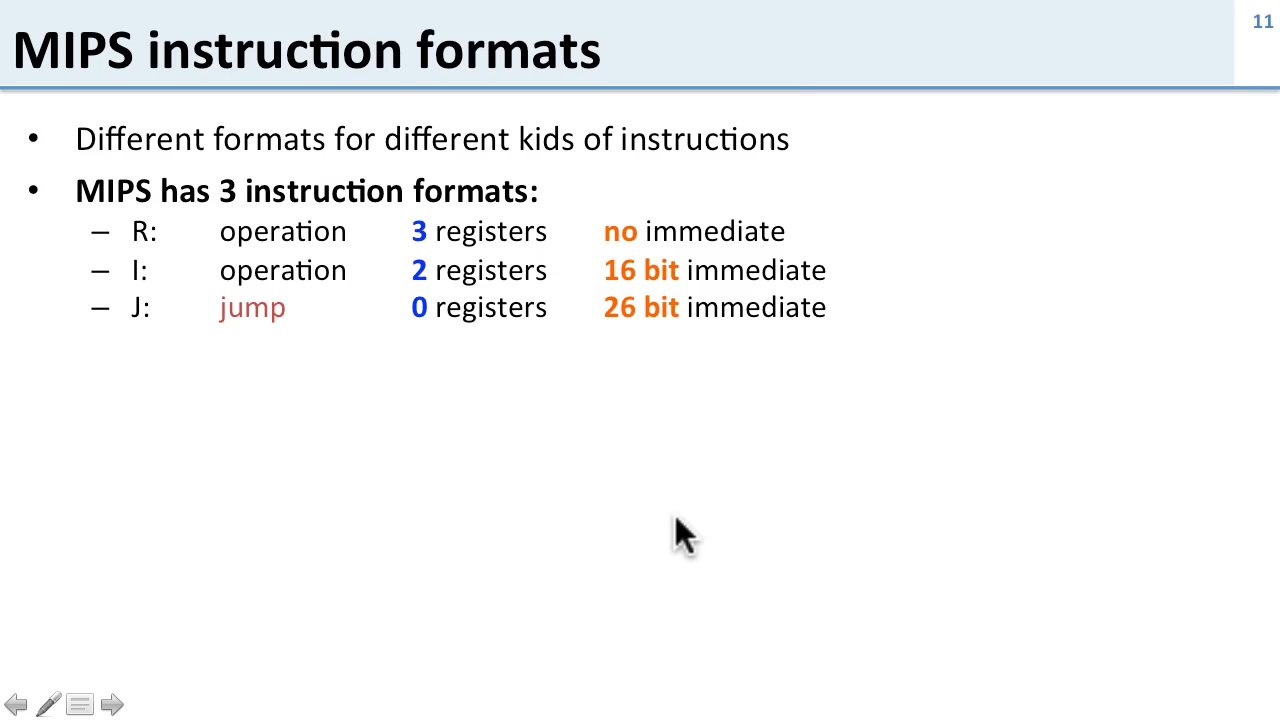 11
MIPS instruction formats
• Different formats for different kids of instructions
• MIPS has 3 instruction formats:
– R: operation 3 registers no immediate
– I: operation 2 registers 16 bit immediate
– J: jump 0 registers 26 bit immediate